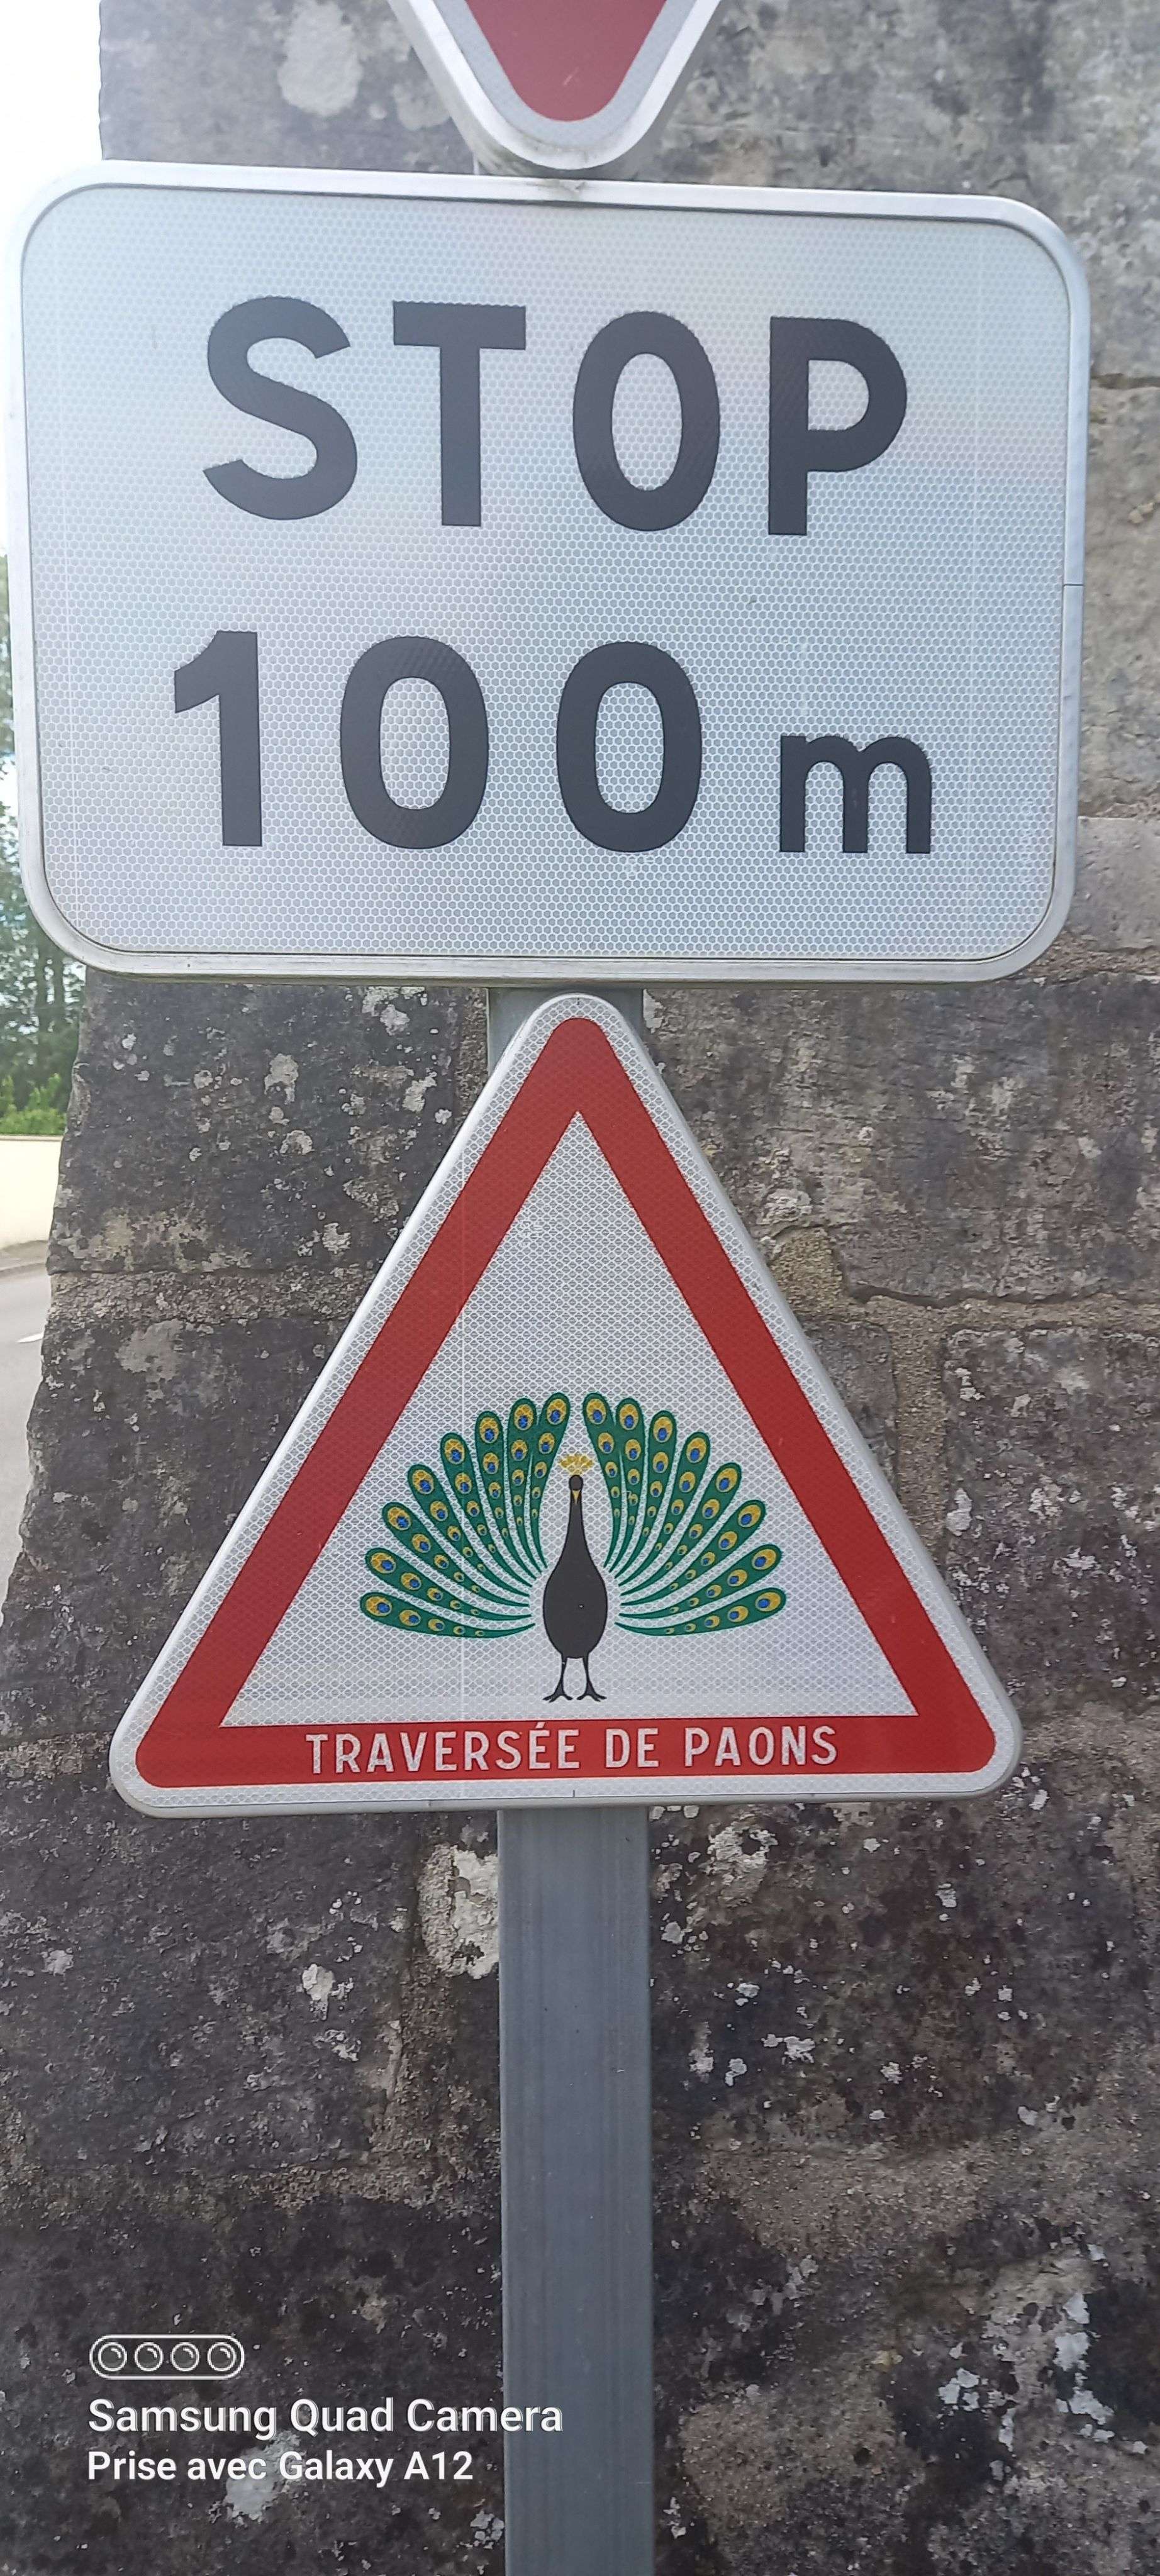 STOP
100 m
TRAVERSÉE DE PAONS
Samsung Quad Camera
Prise avec Galaxy A12